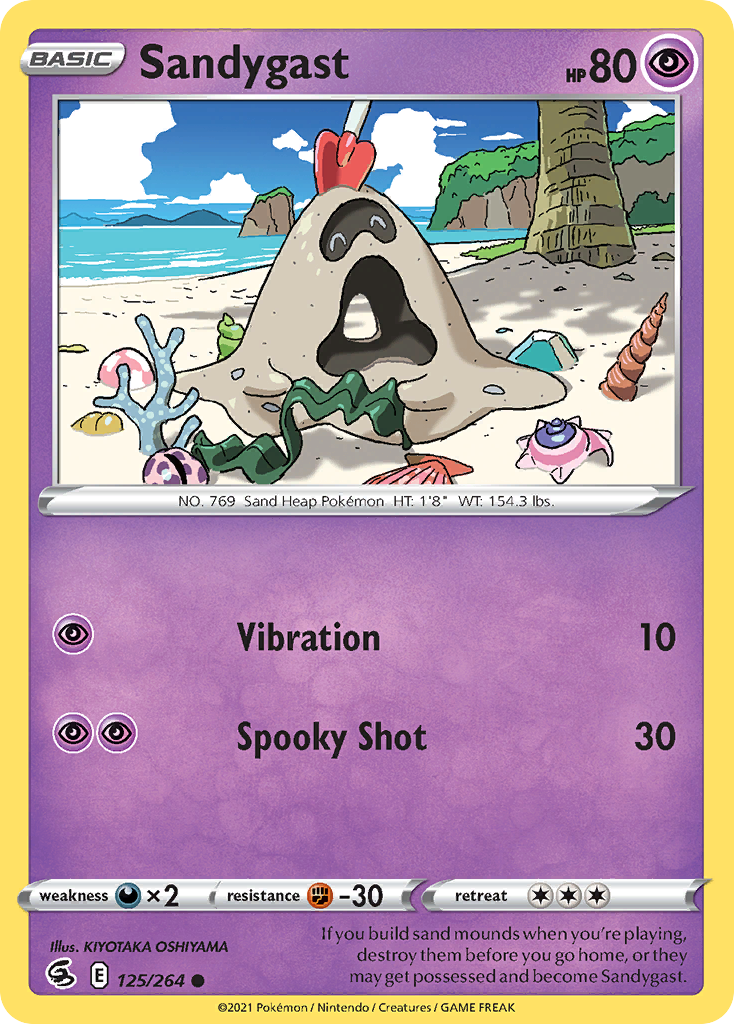 BASIC Sandygast HP 80
NO. 769 Sand Heap Pokémon HT: 1'8" WT: 154.3 lbs.
Vibration 10
Spooky Shot 30
weakness ×2 resistance -30 retreat
Illus. KIYOTAKA OSHIYAMA
If you build sand mounds when you're playing,
destroy them before you go home, or they
may get possessed and become Sandygast.
E 125/264
©2021 Pokémon / Nintendo / Creatures / GAME FREAK